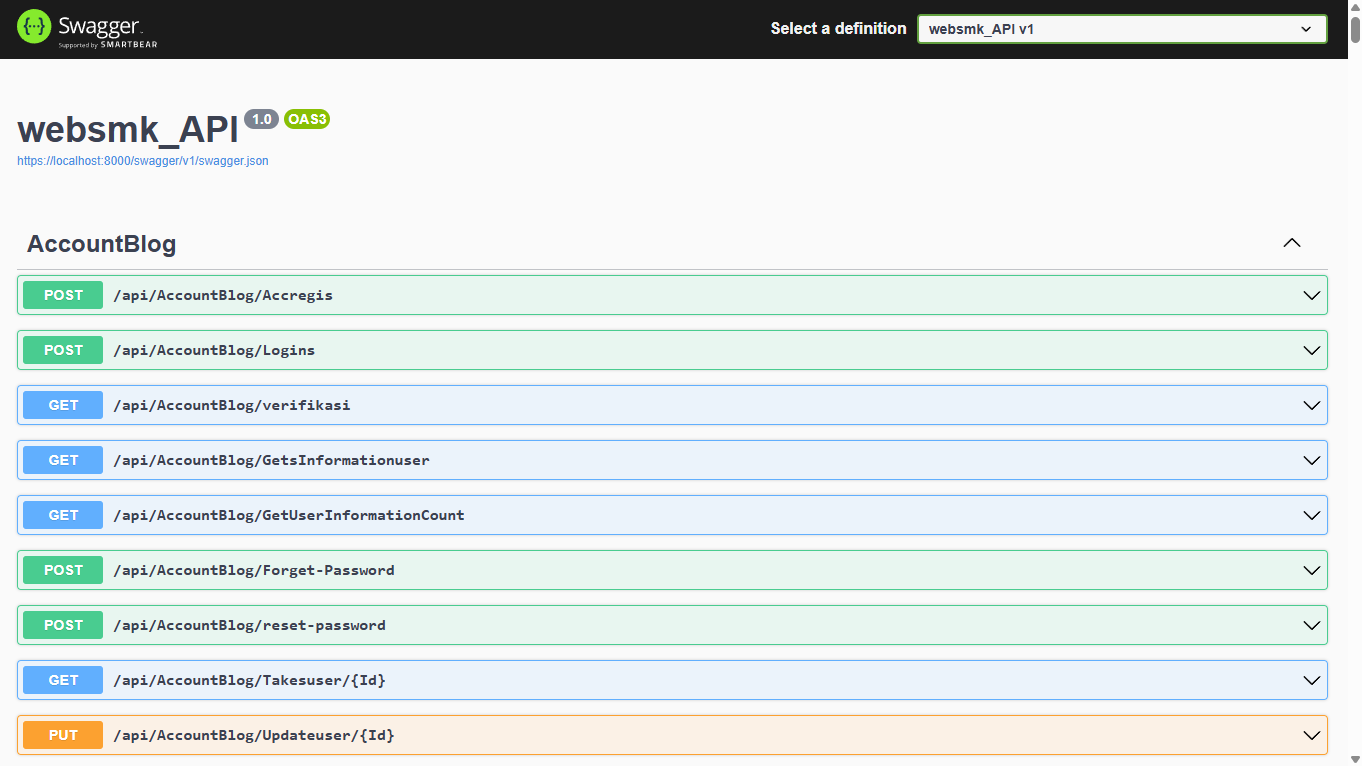 Swagger.
Supported by SMARTBEAR
Select a definition
websmk_API v1
websmk_API 1.0 OAS3
https://localhost:8000/swagger/v1/swagger.json
AccountBlog
POST /api/AccountBlog/Accregis
POST /api/AccountBlog/Logins
GET /api/AccountBlog/verifikasi
GET /api/AccountBlog/GetsInformationuser
GET /api/AccountBlog/GetUserInformationCount
POST /api/AccountBlog/Forget-Password
POST /api/AccountBlog/reset-password
GET /api/AccountBlog/Takesuser/{Id}
PUT /api/AccountBlog/Updateuser/{Id}